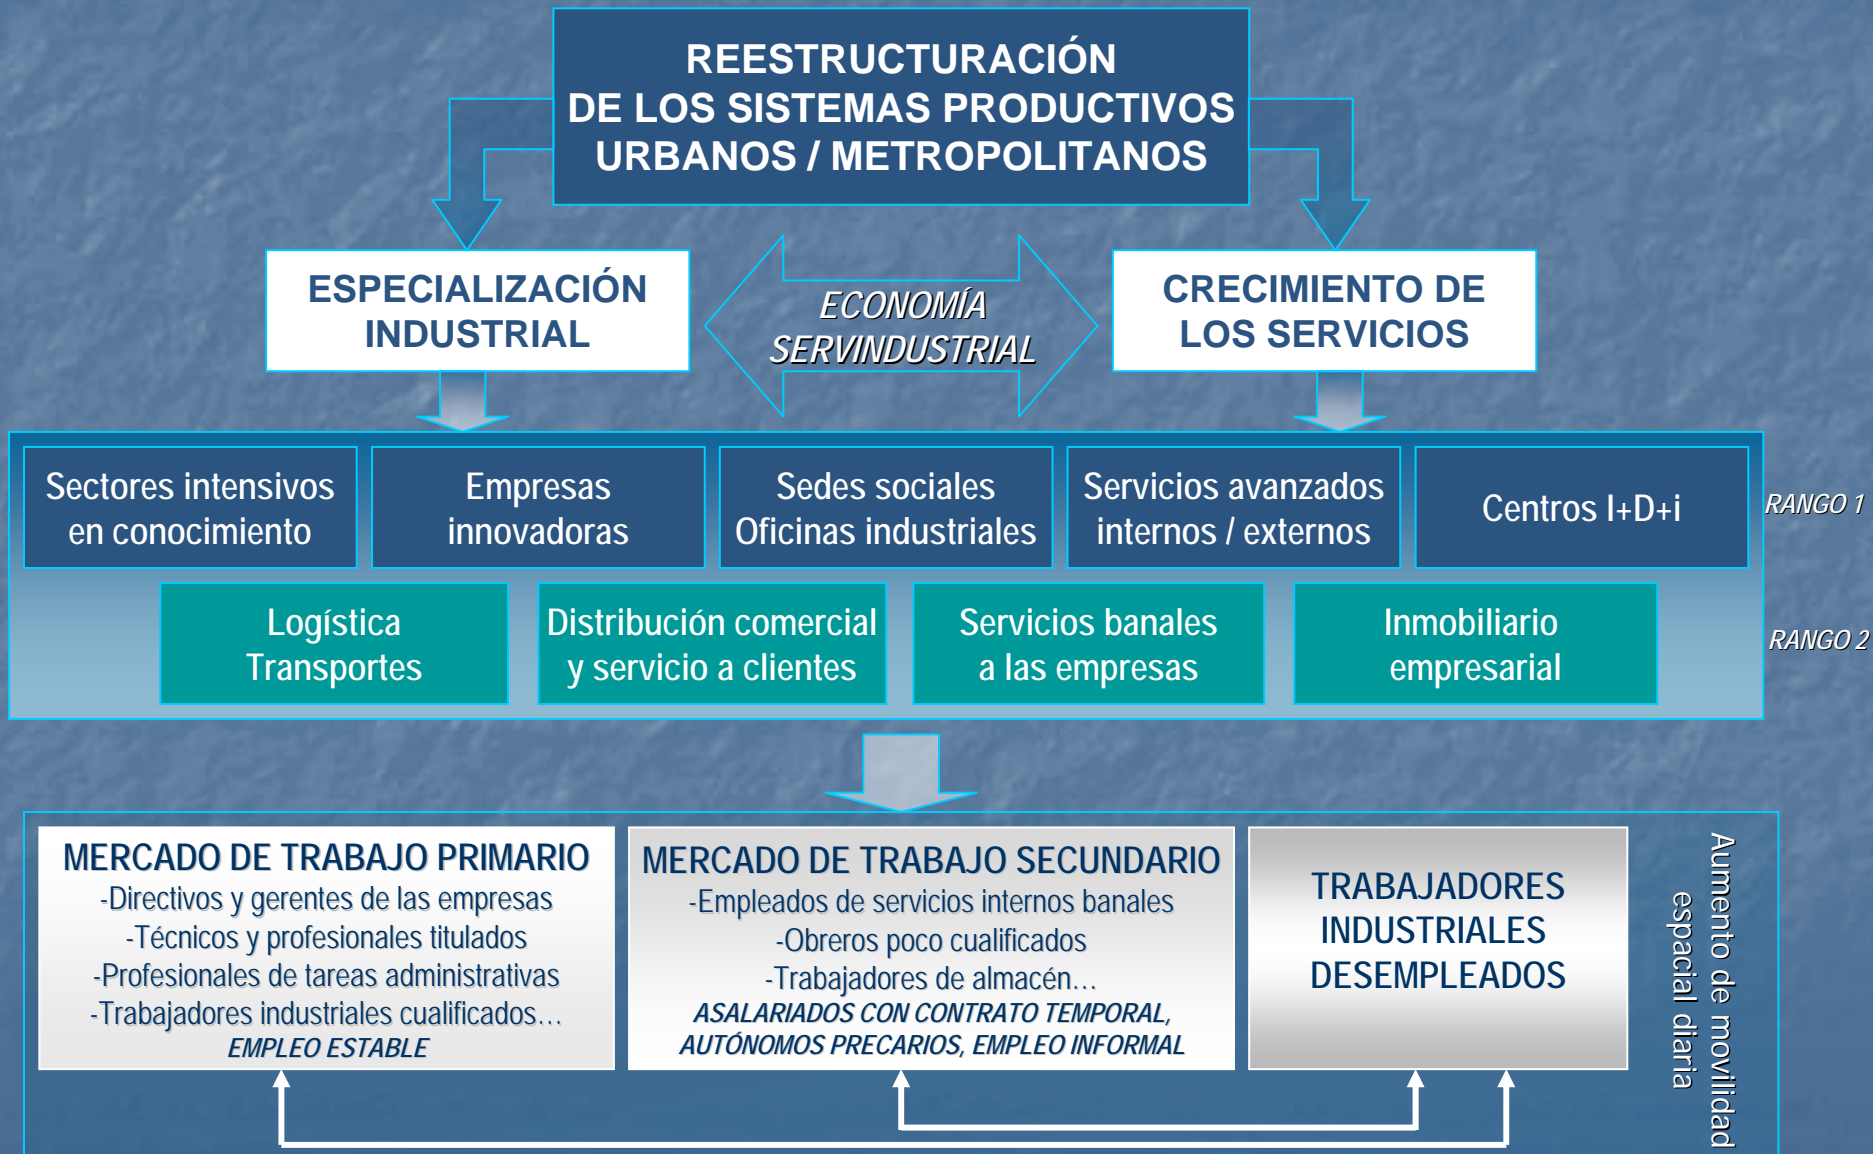 REESTRUCTURACIÓN
DE LOS SISTEMAS PRODUCTIVOS
URBANOS / METROPOLITANOS
ESPECIALIZACIÓN
INDUSTRIAL
ECONOMÍA
SERVINDUSTRIAL
CRECIMIENTO DE
LOS SERVICIOS
Sectores intensivos
en conocimiento
Empresas
innovadoras
Sedes sociales
Oficinas industriales
Servicios avanzados
internos / externos
Centros I+D+i
RANGO 1
Logística
Transportes
Distribución comercial
y servicio a clientes
Servicios banales
a las empresas
Inmobiliario
empresarial
RANGO 2
MERCADO DE TRABAJO PRIMARIO
-Directivos y gerentes de las empresas
-Técnicos y profesionales titulados
-Profesionales de tareas administrativas
-Trabajadores industriales cualificados…
EMPLEO ESTABLE
MERCADO DE TRABAJO SECUNDARIO
-Empleados de servicios internos banales
-Obreros poco cualificados
-Trabajadores de almacén…
ASALARIADOS CON CONTRATO TEMPORAL,
AUTÓNOMOS PRECARIOS, EMPLEO INFORMAL
TRABAJADORES
INDUSTRIALES
DESEMPLEADOS
Aumento de movilidad
espacial diaria